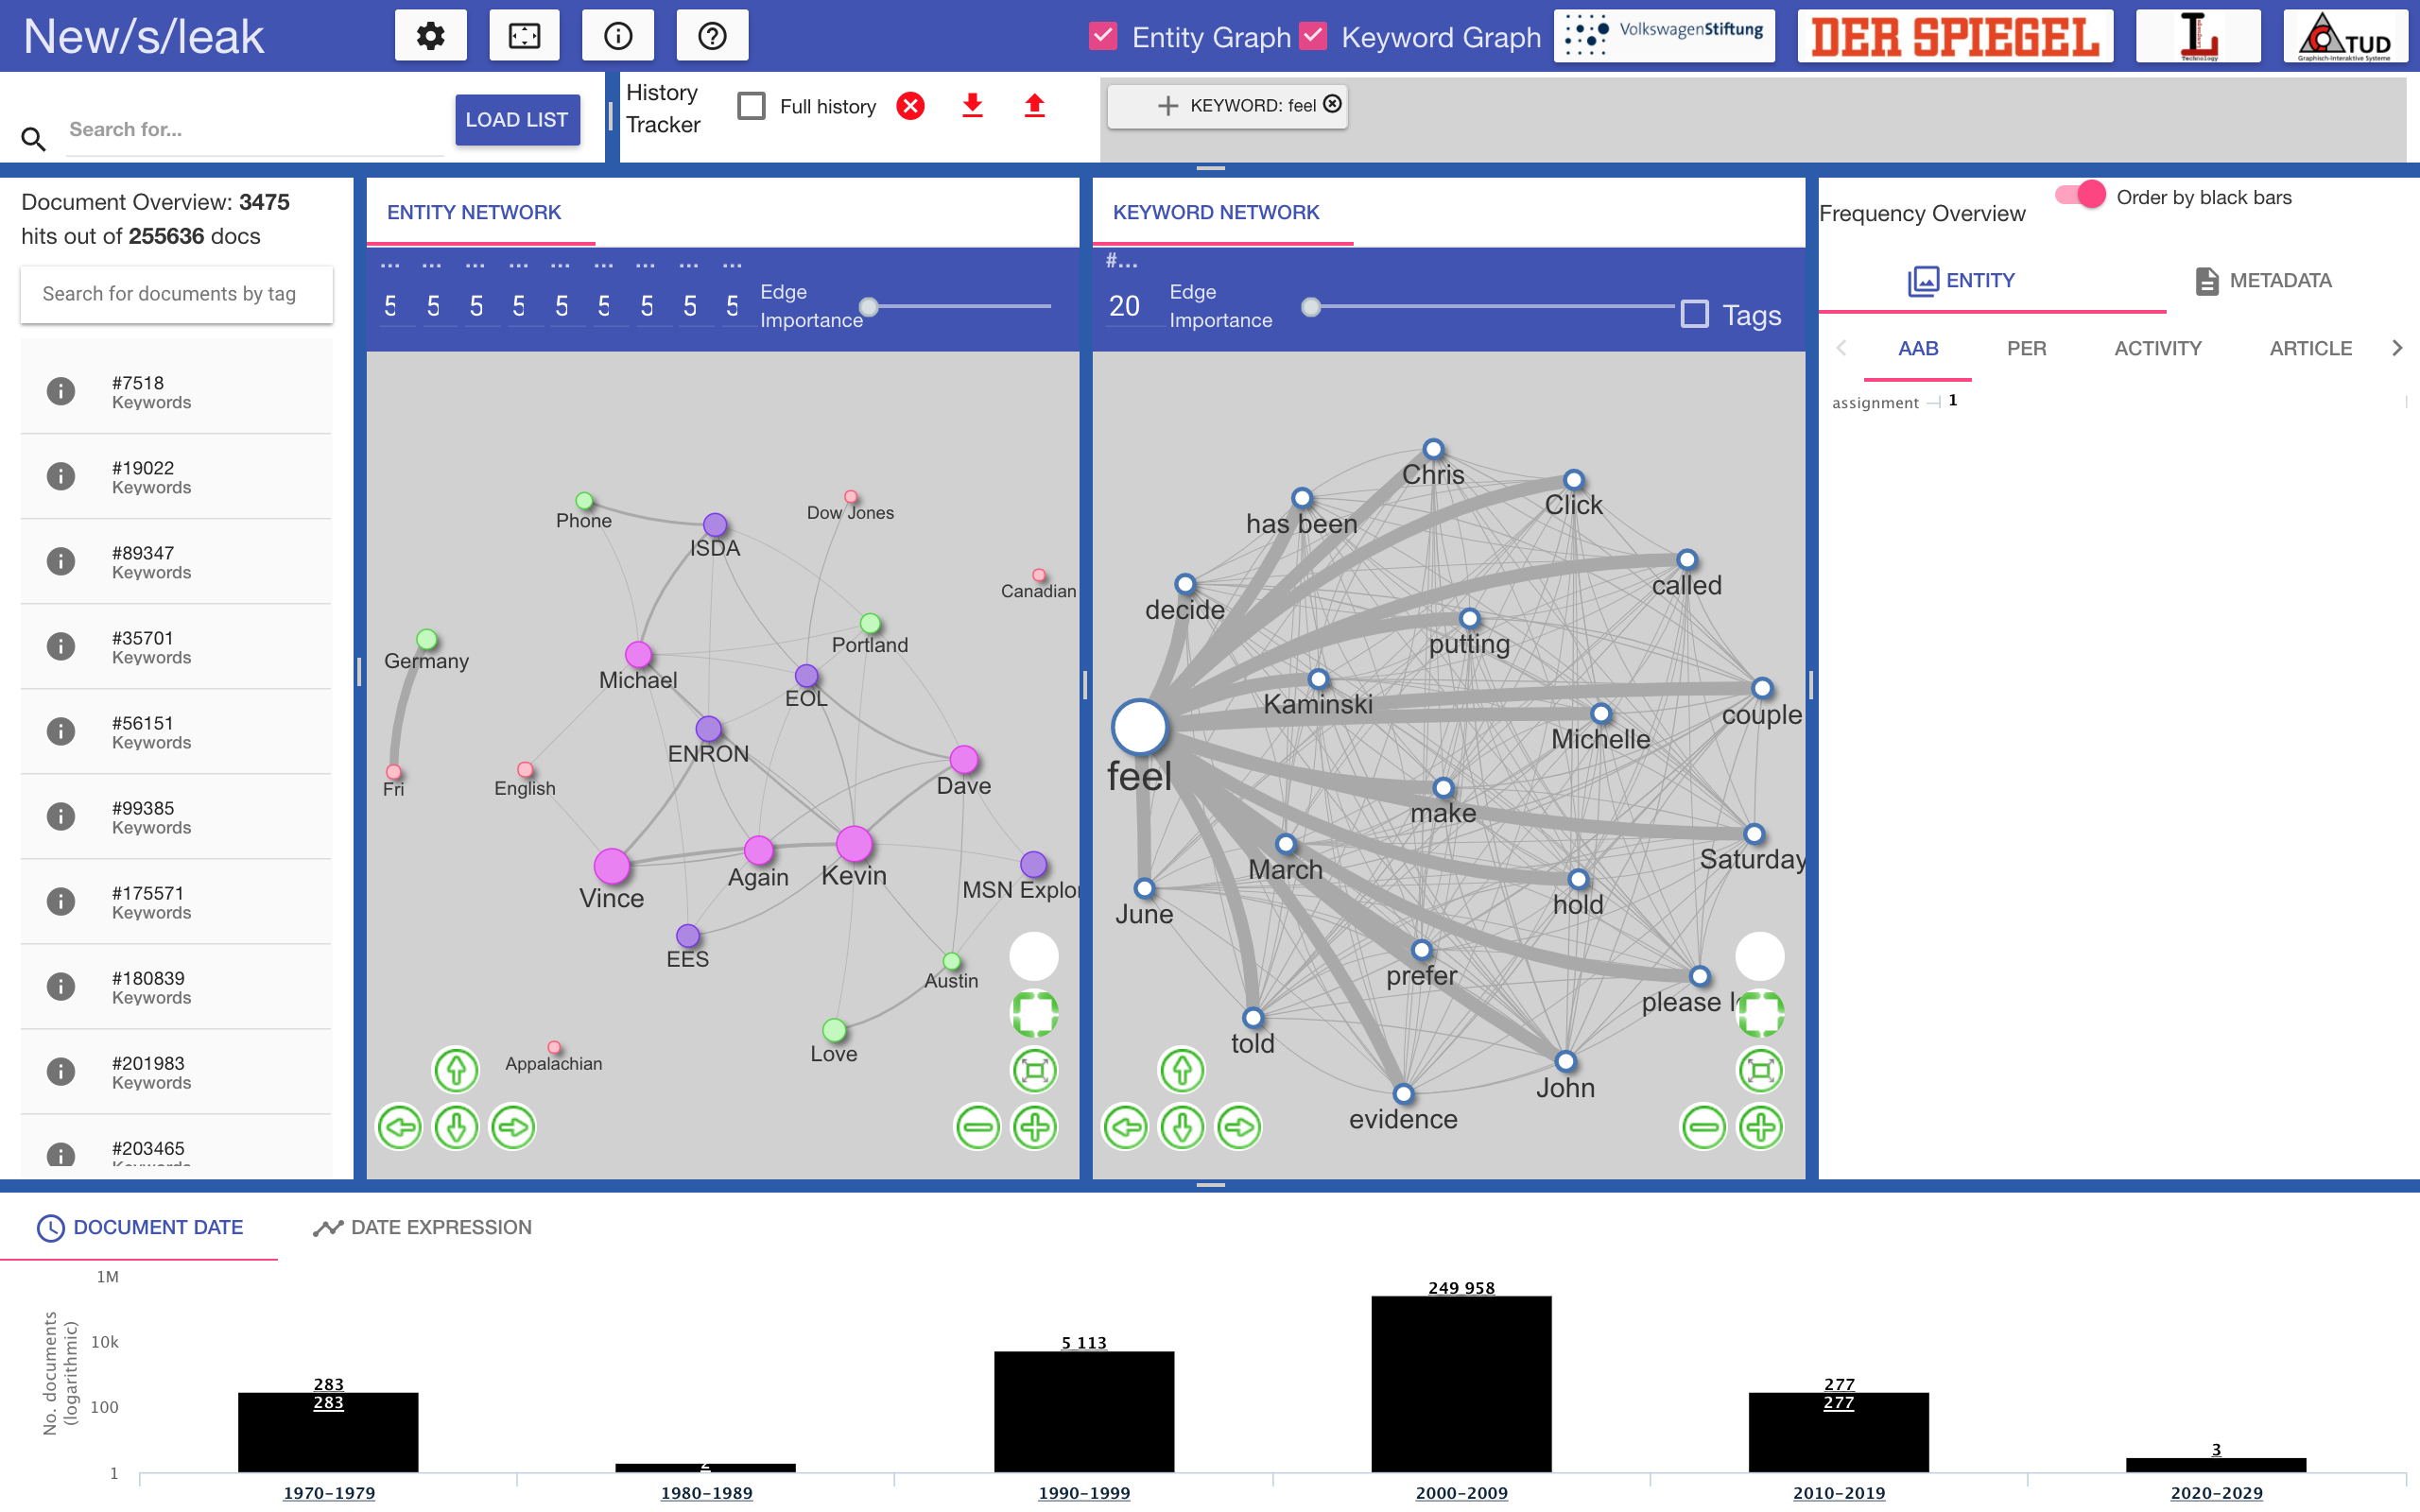 New/s/leak
Entity Graph
Keyword Graph
VolkswagenStiftung
DER SPIEGEL
Technology
TUD
Graphisch-Interaktive Systeme
Search for...
LOAD LIST
History
Tracker
Full history
KEYWORD: feel
Document Overview: 3475
hits out of 255636 docs
Search for documents by tag
#7518
Keywords
#19022
Keywords
#89347
Keywords
#35701
Keywords
#56151
Keywords
#99385
Keywords
#175571
Keywords
#180839
Keywords
#201983
Keywords
#203465
Keywords
ENTITY NETWORK
... ... ... ... ... ... ... ... ...
5 5 5 5 5 5 5 5 5
Edge
Importance
Phone
Dow Jones
ISDA
Canadian
Portland
Germany
Michael
EOL
ENRON
Fri
English
Dave
Again
Kevin
Vince
MSN Explo
EES
Austin
Love
Appalachian
KEYWORD NETWORK
#...
20
Edge
Importance
Tags
Chris
Click
has been
called
decide
putting
Kaminski
couple
Michelle
feel
make
Saturday
March
hold
June
prefer
please l
told
John
evidence
Frequency Overview
Order by black bars
ENTITY
METADATA
AAB
PER
ACTIVITY
ARTICLE
assignment 1
DOCUMENT DATE
DATE EXPRESSION
No. documents
(logarithmic)
1M
10k
100
1
283
283
2
5 113
249 958
277
277
3
1970-1979
1980-1989
1990-1999
2000-2009
2010-2019
2020-2029